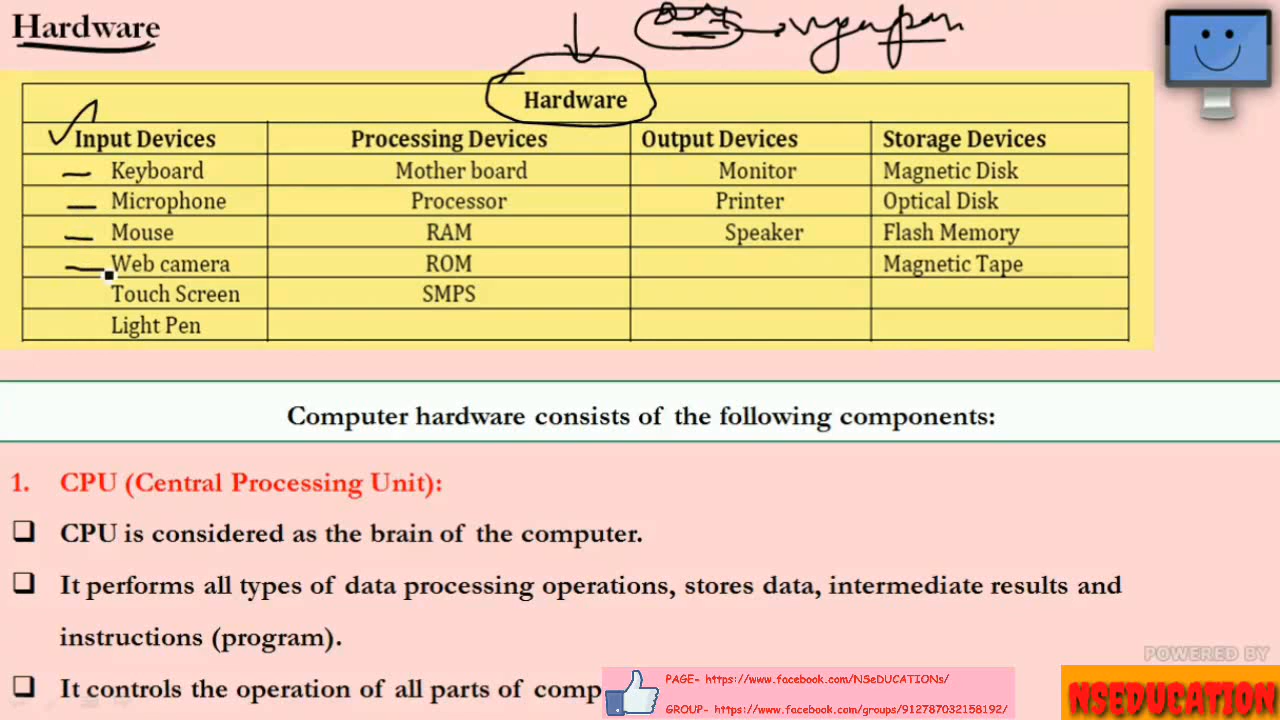 Hardware
Hardware
Input Devices Processing Devices Output Devices Storage Devices
Keyboard Mother board Monitor Magnetic Disk
Microphone Processor Printer Optical Disk
Mouse RAM Speaker Flash Memory
Web camera ROM Magnetic Tape
Touch Screen SMPS
Light Pen
Computer hardware consists of the following components:
1. CPU (Central Processing Unit):
❑ CPU is considered as the brain of the computer.
❑ It performs all types of data processing operations, stores data, intermediate results and
instructions (program).
❑ It controls the operation of all parts of comp
POWERED BY
PAGE- https://www.facebook.com/NSeDUCATIONs/
GROUP- https://www.facebook.com/groups/912787032158192/
NSEDUCATION